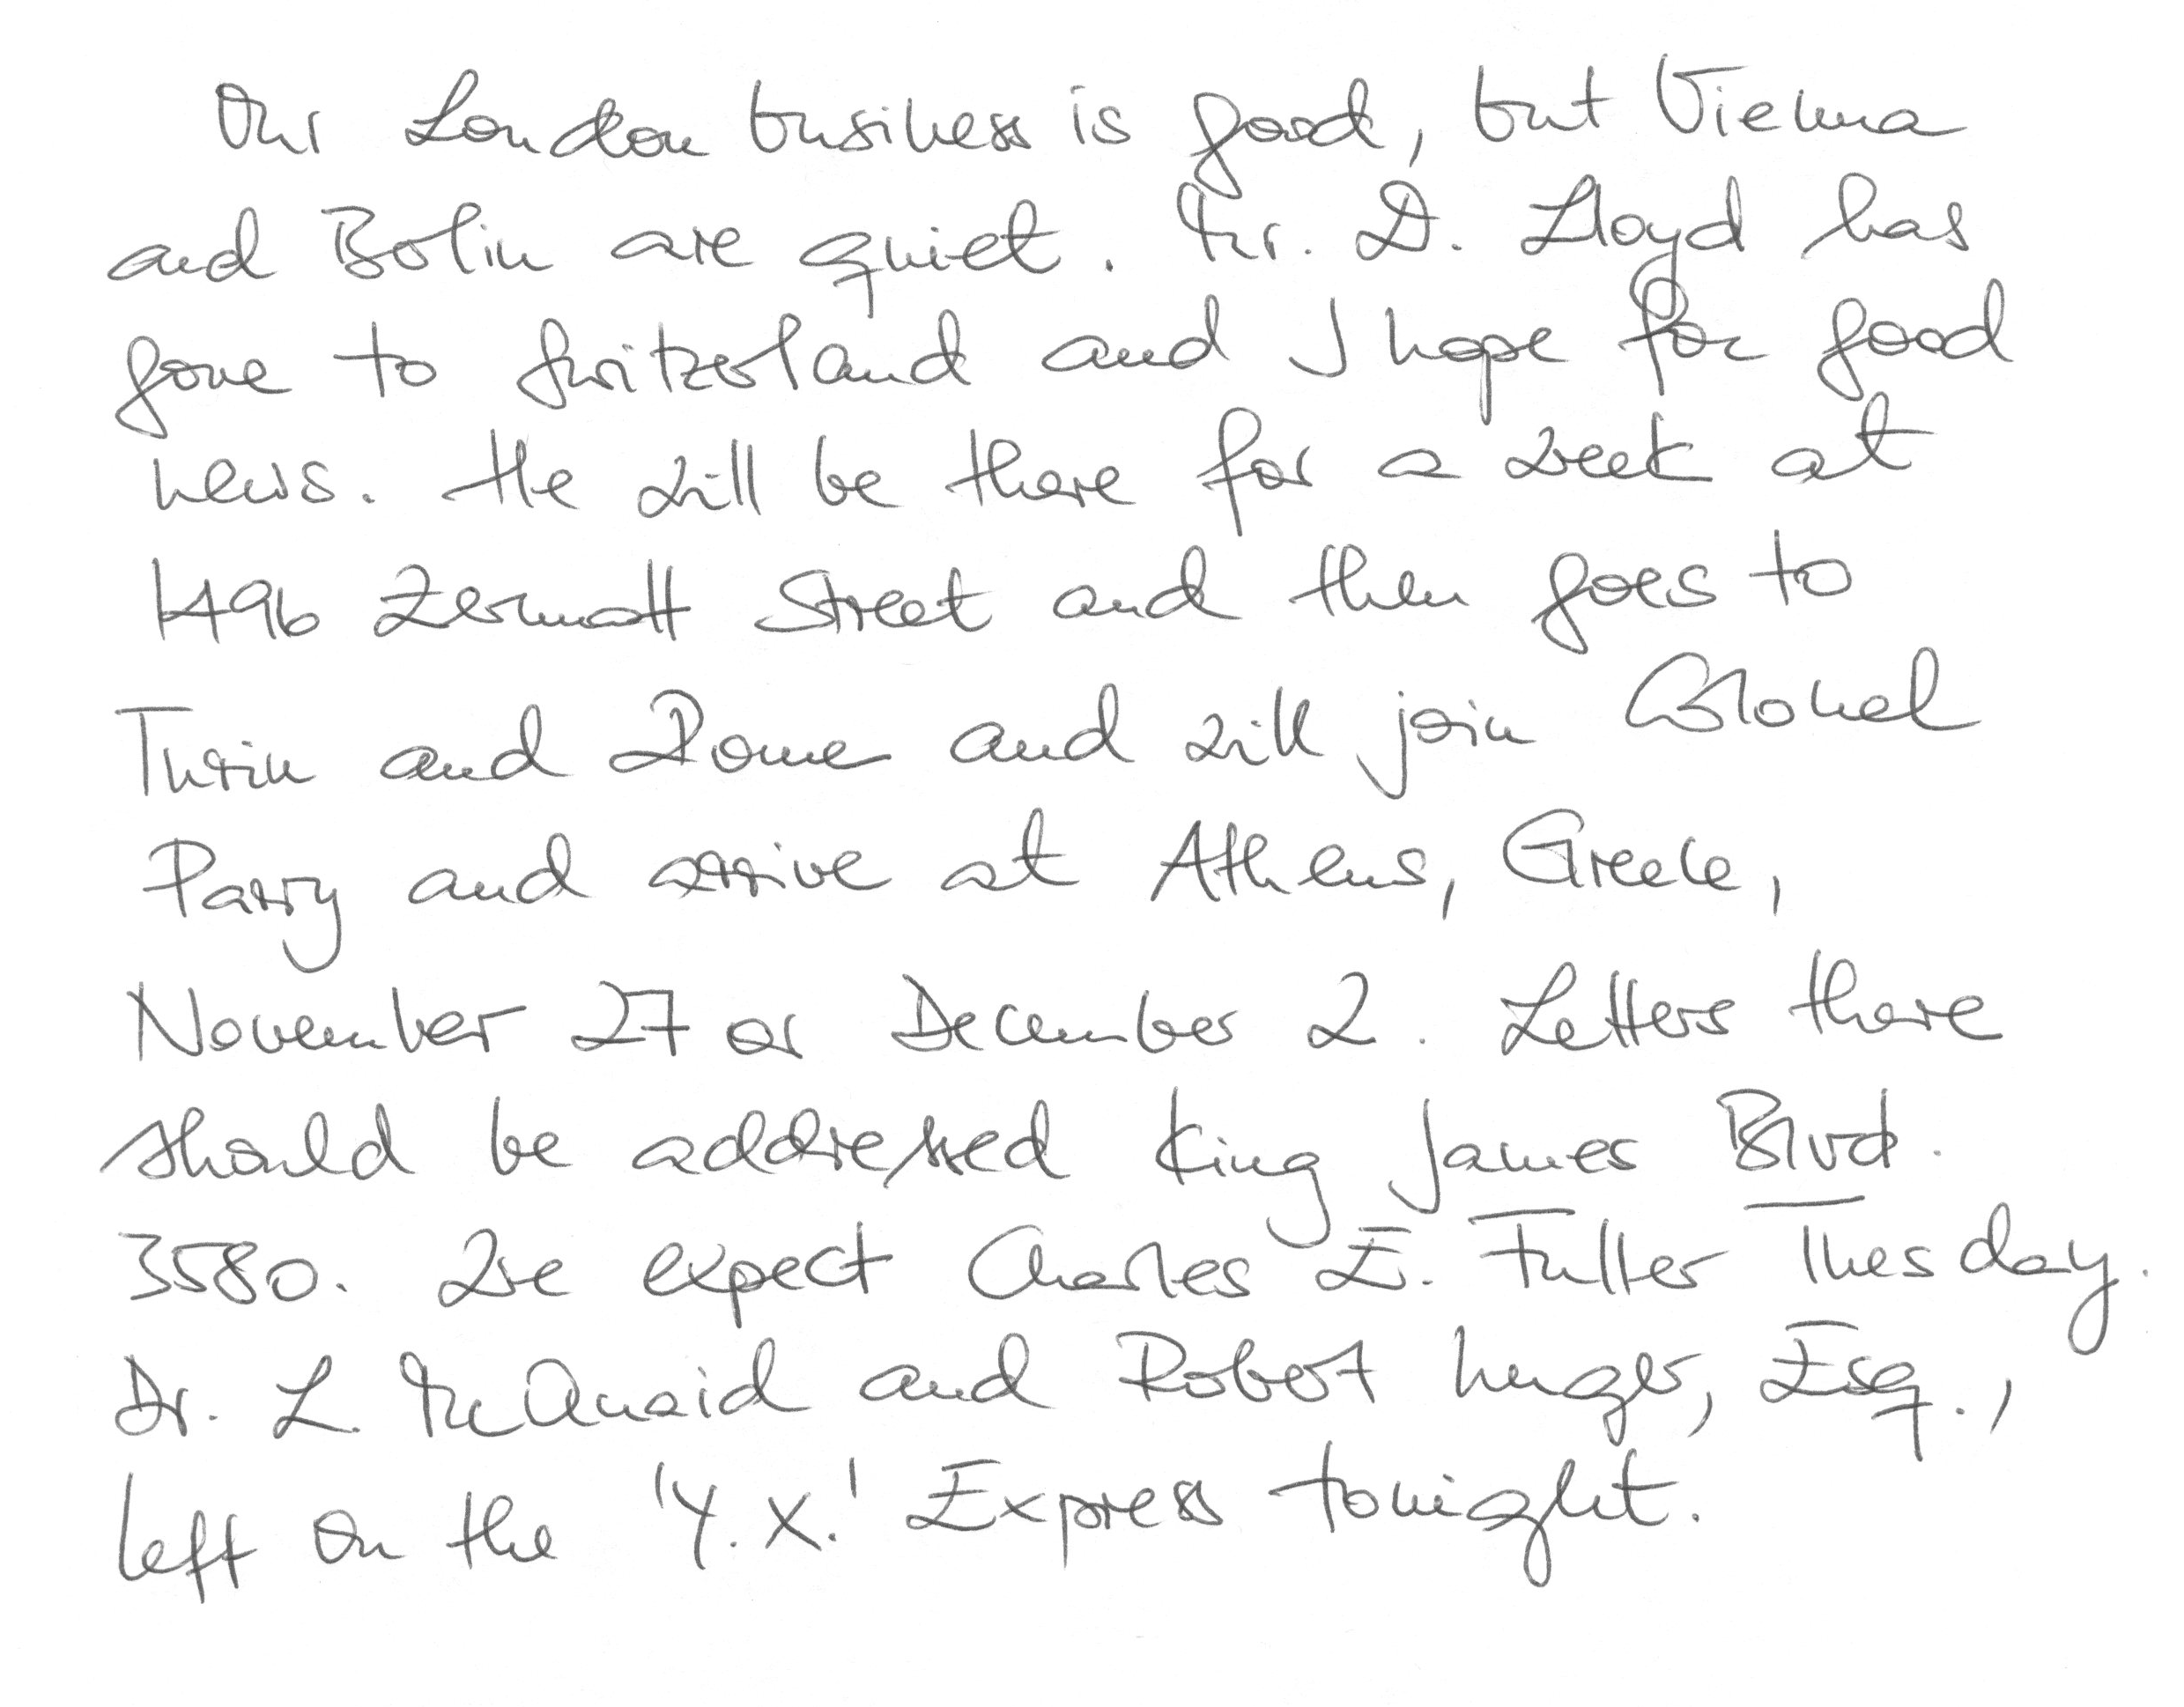 Our London business is good, but Vienna
and Berlin are quiet. Mr. D. Lloyd has
gone to Switzerland and I hope for good
news. He will be there for a week at
1496 Zermott Street and then goes to
Turin and Rome and will join Colonel
Parry and arrive at Athens, Greece,
November 27 or December 2. Letters there
should be addressed King James Blvd.
3580. We expect Charles E. Fuller Tuesday.
Dr. L. McQuaid and Robert Unger, Esq.,
left on the 'Y.X.' Express tonight.